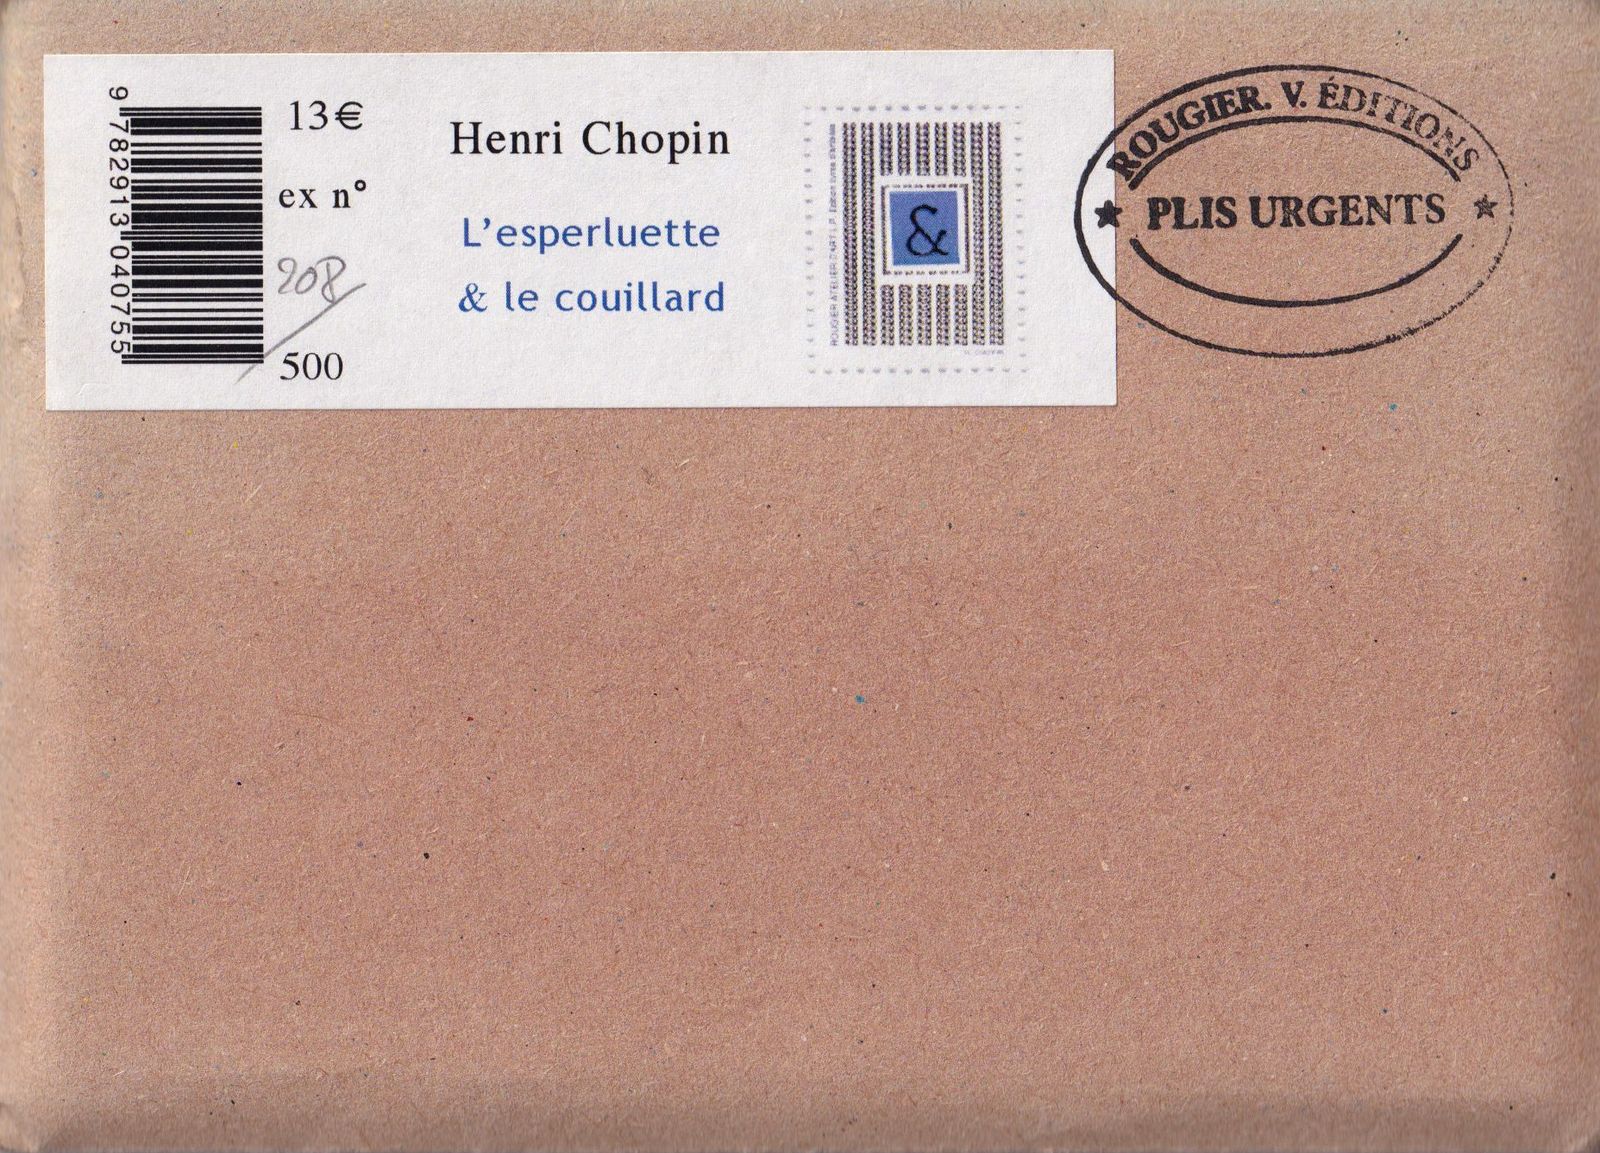 9 782913 040755
13€
ex n°
208
500
Henri Chopin
L'esperluette
& le couillard
&
ROUGIER. V. ÉDITIONS
★ PLIS URGENTS ★